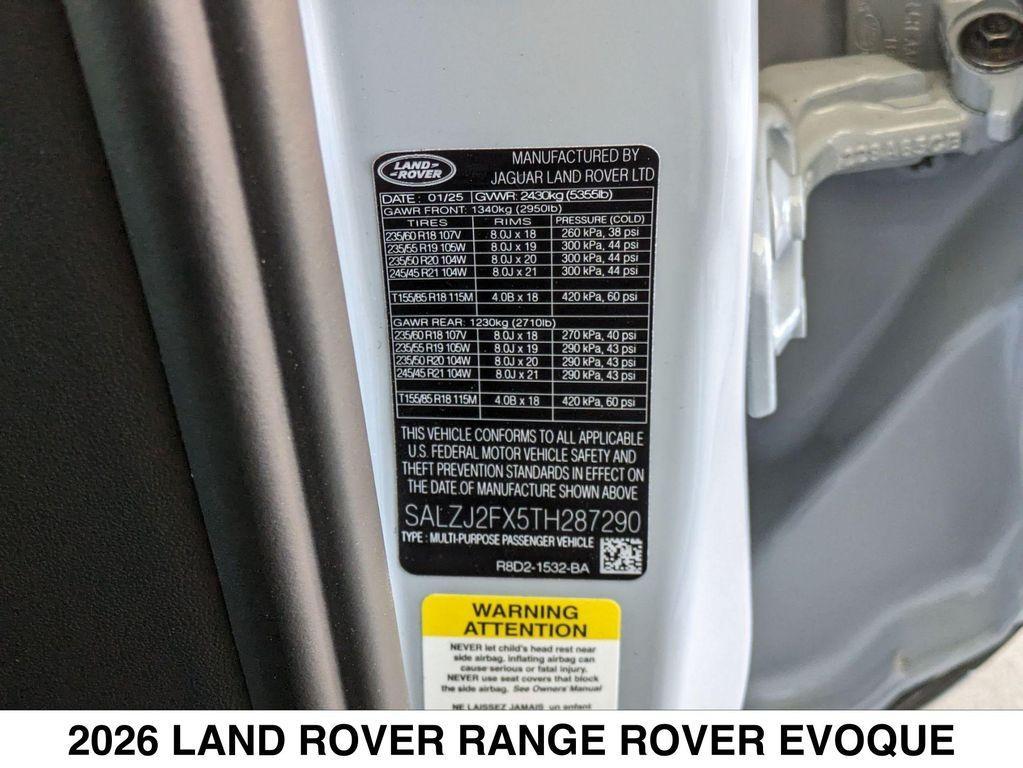 LAND-
-ROVER
MANUFACTURED BY
JAGUAR LAND ROVER LTD
DATE : 01/25 GVWR: 2430kg (5355lb)
GAWR FRONT: 1340kg (2950lb)
TIRES RIMS PRESSURE (COLD)
235/60 R18 107V 8.0J x 18 260 kPa, 38 psi
235/55 R19 105W 8.0J x 19 300 kPa, 44 psi
235/50 R20 104W 8.0J x 20 300 kPa, 44 psi
245/45 R21 104W 8.0J x 21 300 kPa, 44 psi
T155/85 R18 115M 4.0B x 18 420 kPa, 60 psi
GAWR REAR: 1230kg (2710lb)
235/60 R18 107V 8.0J x 18 270 kPa, 40 psi
235/55 R19 105W 8.0J x 19 290 kPa, 43 psi
235/50 R20 104W 8.0J x 20 290 kPa, 43 psi
245/45 R21 104W 8.0J x 21 290 kPa, 43 psi
T155/85 R18 115M 4.0B x 18 420 kPa, 60 psi
THIS VEHICLE CONFORMS TO ALL APPLICABLE
U.S. FEDERAL MOTOR VEHICLE SAFETY AND
THEFT PREVENTION STANDARDS IN EFFECT ON
THE DATE OF MANUFACTURE SHOWN ABOVE
SALZJ2FX5TH287290
TYPE : MULTI-PURPOSE PASSENGER VEHICLE
R8D2-1532-BA
WARNING
ATTENTION
NEVER let child's head rest near
side airbag, inflating airbag can
cause serious or fatal injury.
NEVER use seat covers that block
the side airbag. See Owners Manual
NE LAISSEZ JAMAIS un enfant
2026 LAND ROVER RANGE ROVER EVOQUE